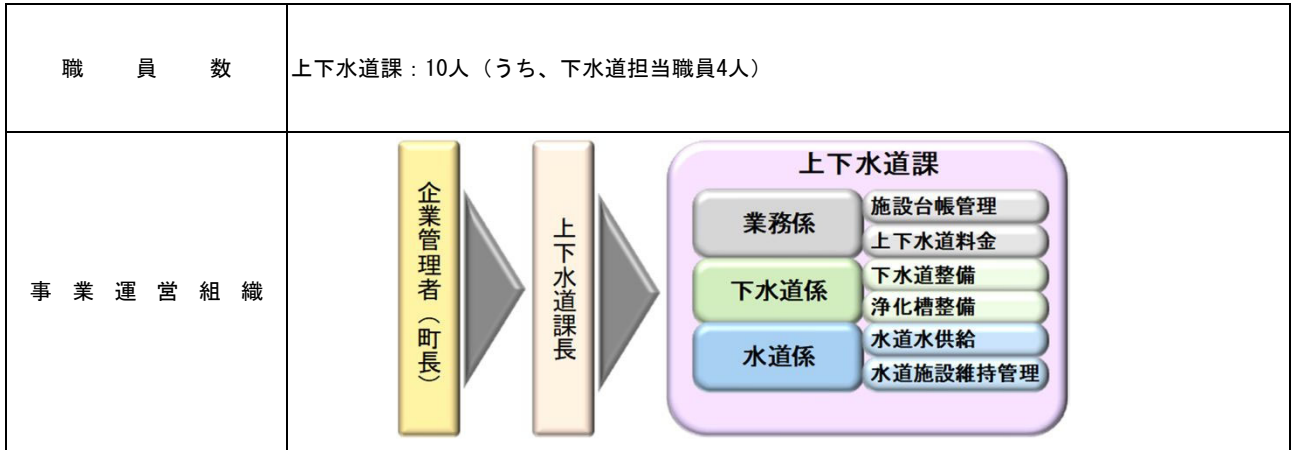 職員数
上下水道課：10人（うち、下水道担当職員4人）
事業運営組織
企業管理者（町長）
上下水道課長
上下水道課
業務係
施設台帳管理
上下水道料金
下水道係
下水道整備
浄化槽整備
水道係
水道水供給
水道施設維持管理